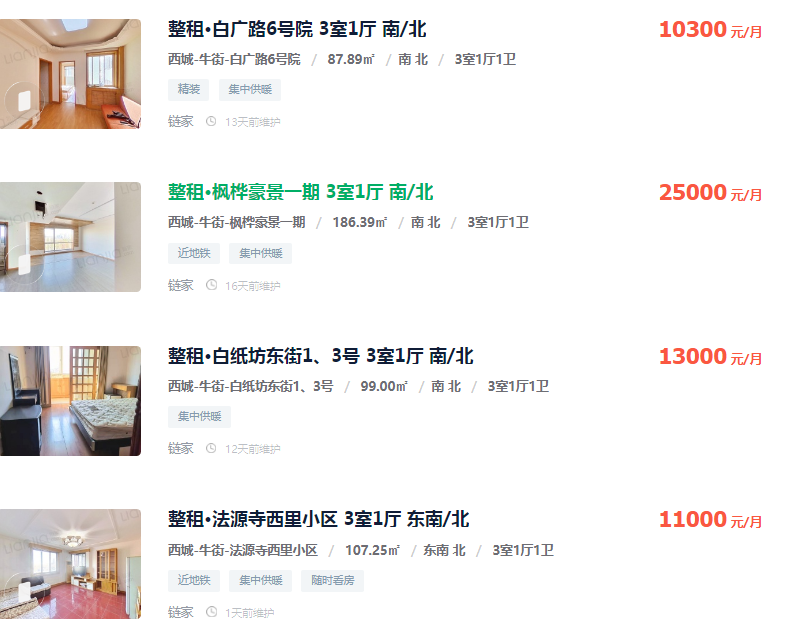 整租·白广路6号院 3室1厅 南/北
10300 元/月
西城-牛街-白广路6号院 / 87.89㎡ / 南 北 / 3室1厅1卫
精装 集中供暖
链家 13天前维护
整租·枫桦豪景一期 3室1厅 南/北
25000 元/月
西城-牛街-枫桦豪景一期 / 186.39㎡ / 南 北 / 3室1厅1卫
近地铁 集中供暖
链家 16天前维护
整租·白纸坊东街1、3号 3室1厅 南/北
13000 元/月
西城-牛街-白纸坊东街1、3号 / 99.00㎡ / 南 北 / 3室1厅1卫
集中供暖
链家 12天前维护
整租·法源寺西里小区 3室1厅 东南/北
11000 元/月
西城-牛街-法源寺西里小区 / 107.25㎡ / 东南 北 / 3室1厅1卫
近地铁 集中供暖 随时看房
链家 1天前维护